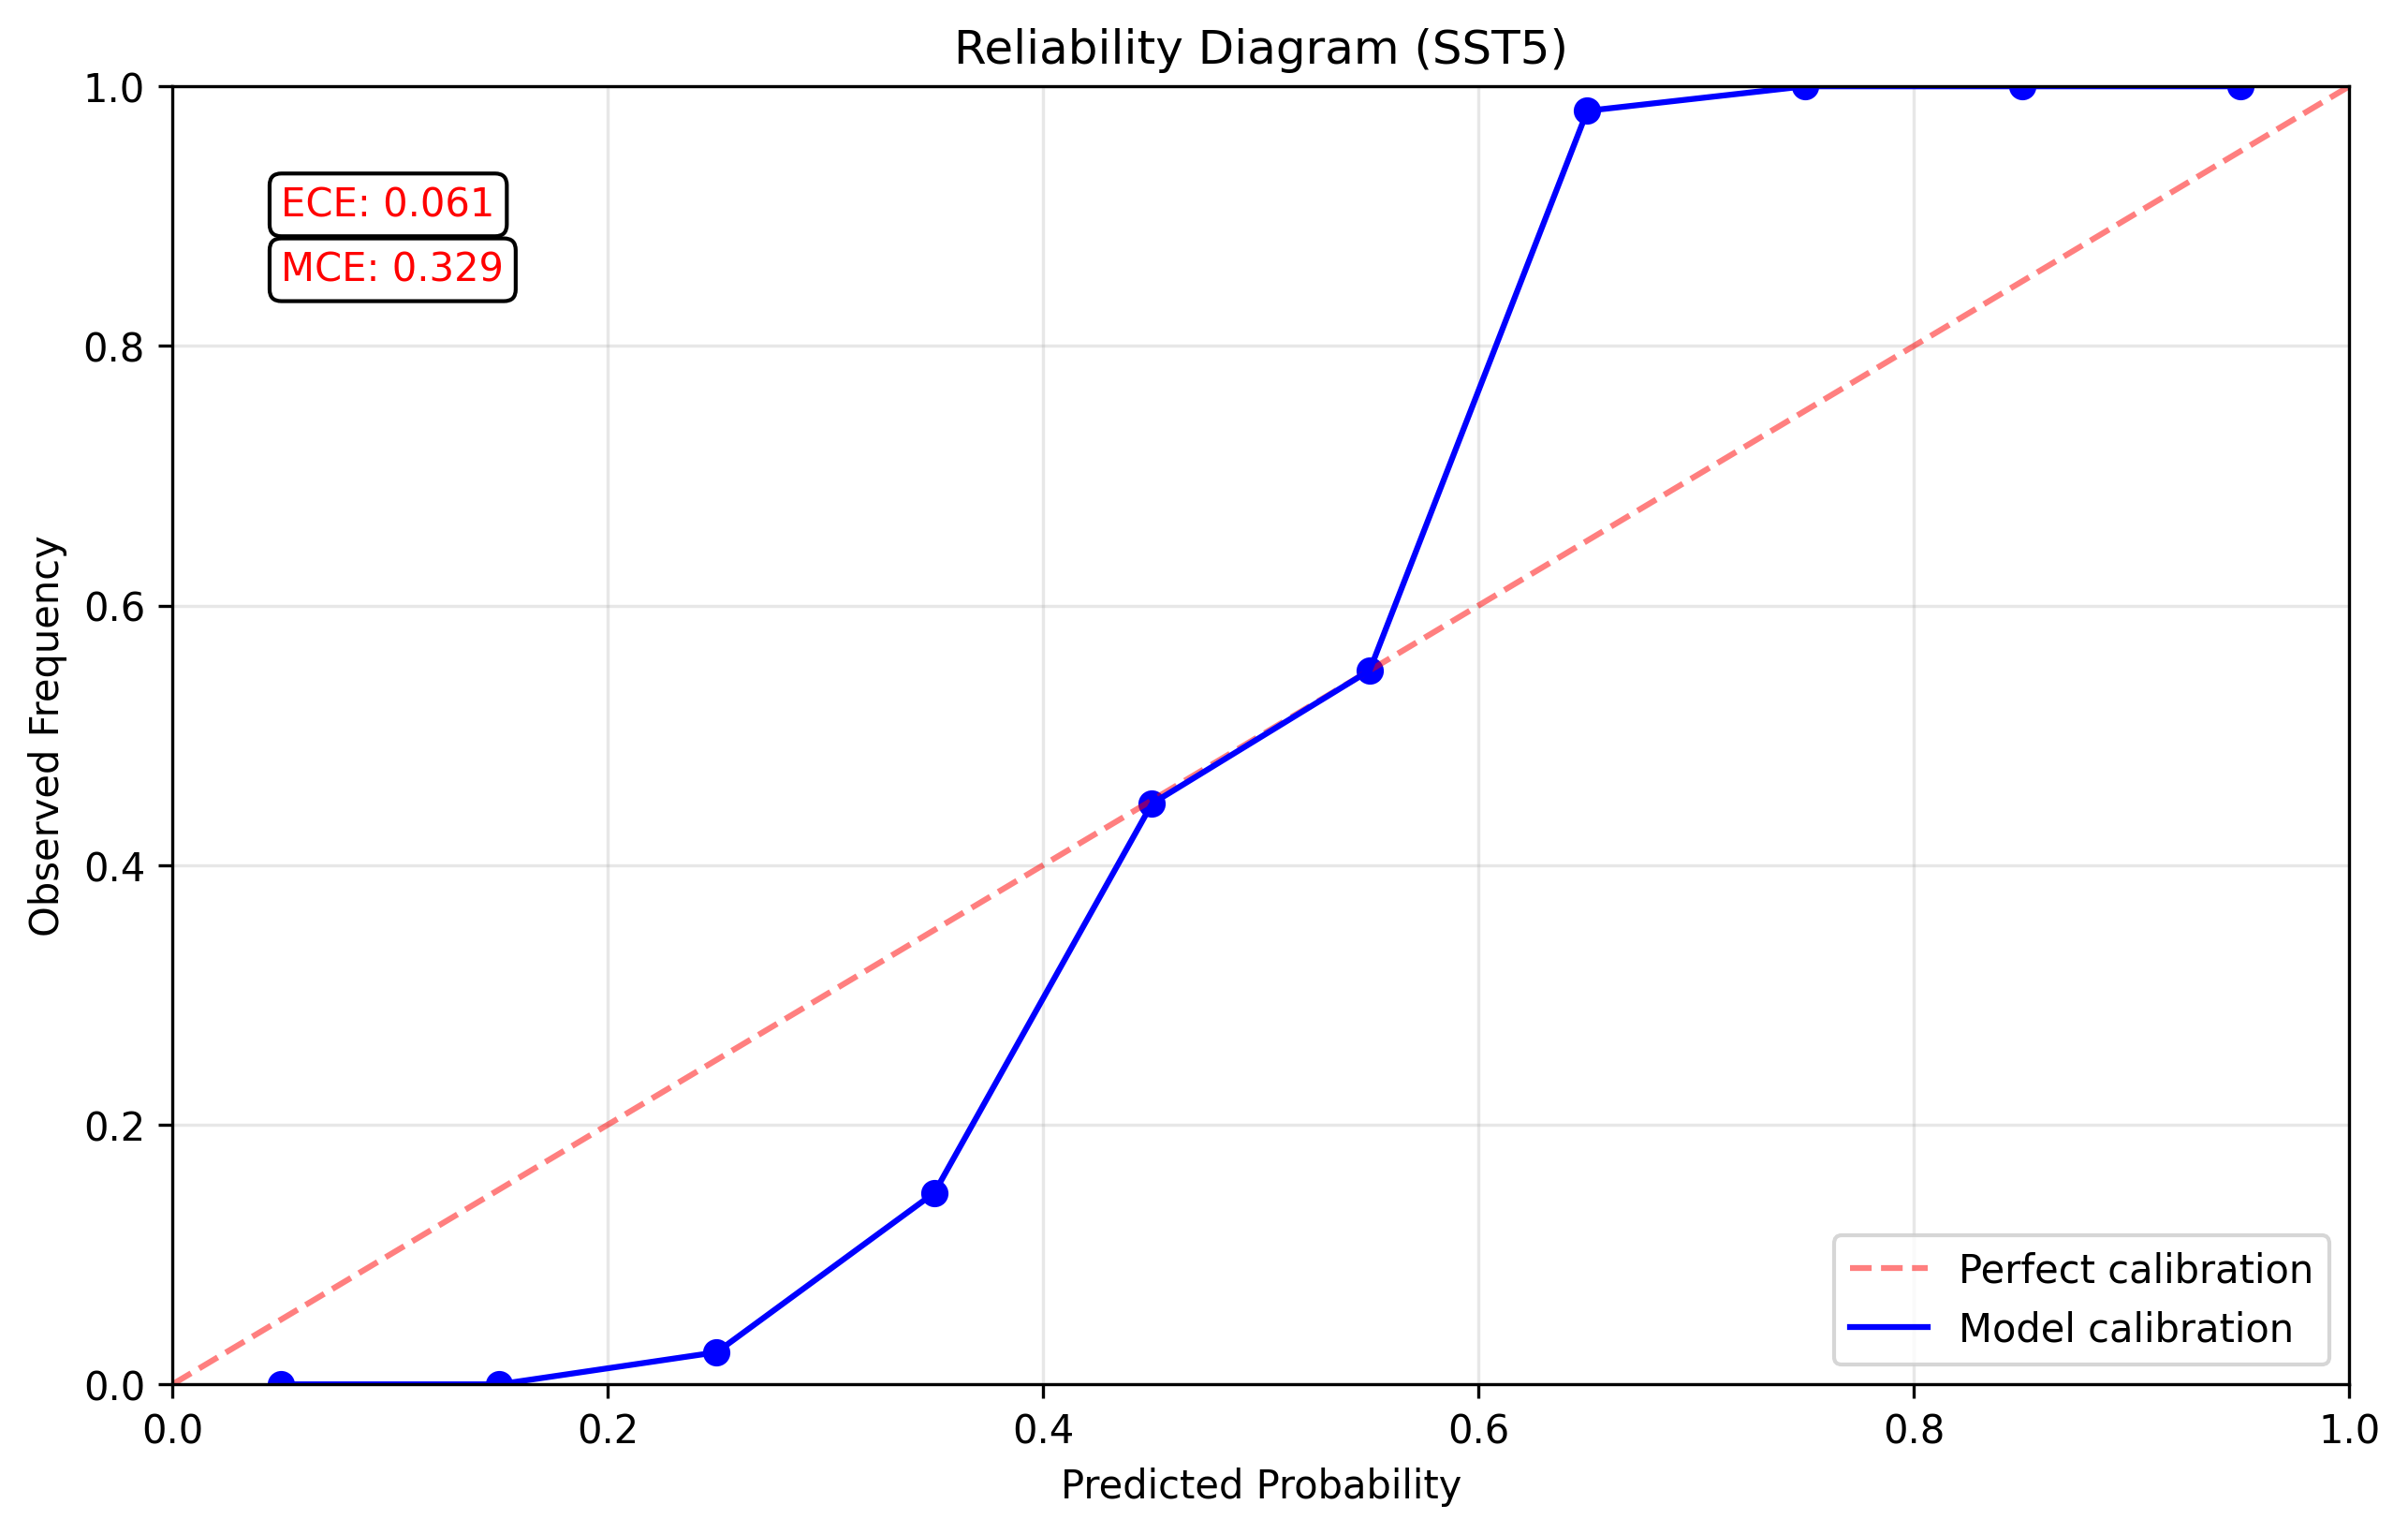 Reliability Diagram (SST5)
1.0
ECE: 0.061
MCE: 0.329
0.8
0.6
0.4
0.2
0.0
Observed Frequency
Perfect calibration
Model calibration
0.0 0.2 0.4 0.6 0.8 1.0
Predicted Probability